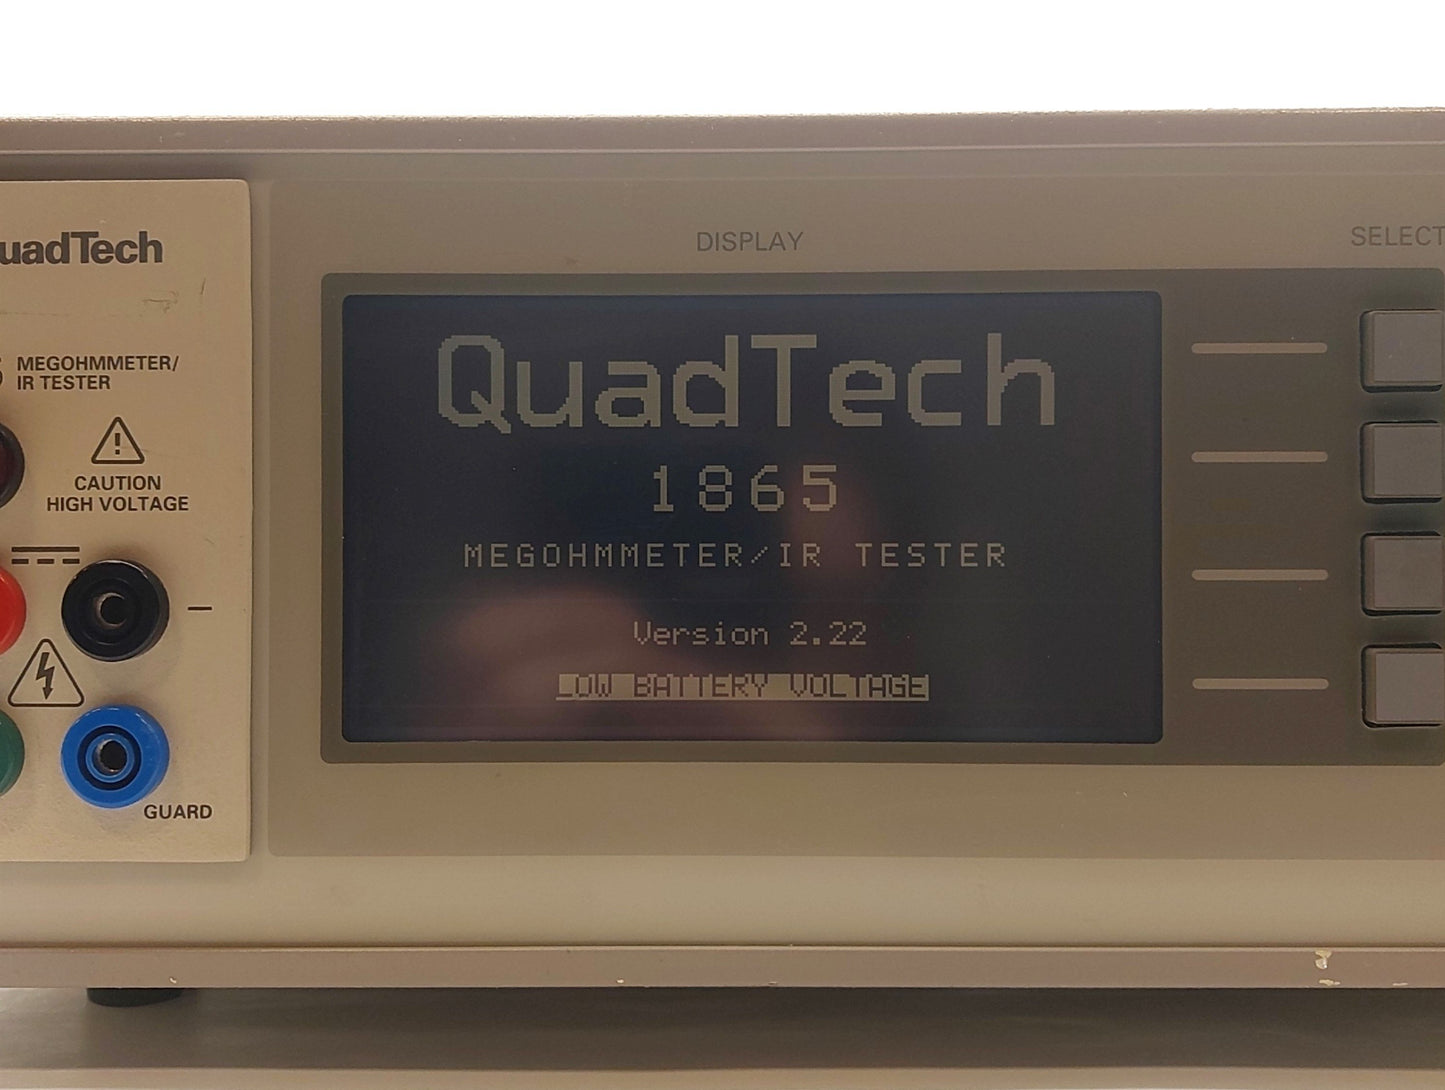 uadTech
DISPLAY
SELECT
5 MEGOHMMETER/
IR TESTER
CAUTION
HIGH VOLTAGE
GUARD
QuadTech
1865
MEGOHMMETER/IR TESTER
Version 2.22
LOW BATTERY VOLTAGE